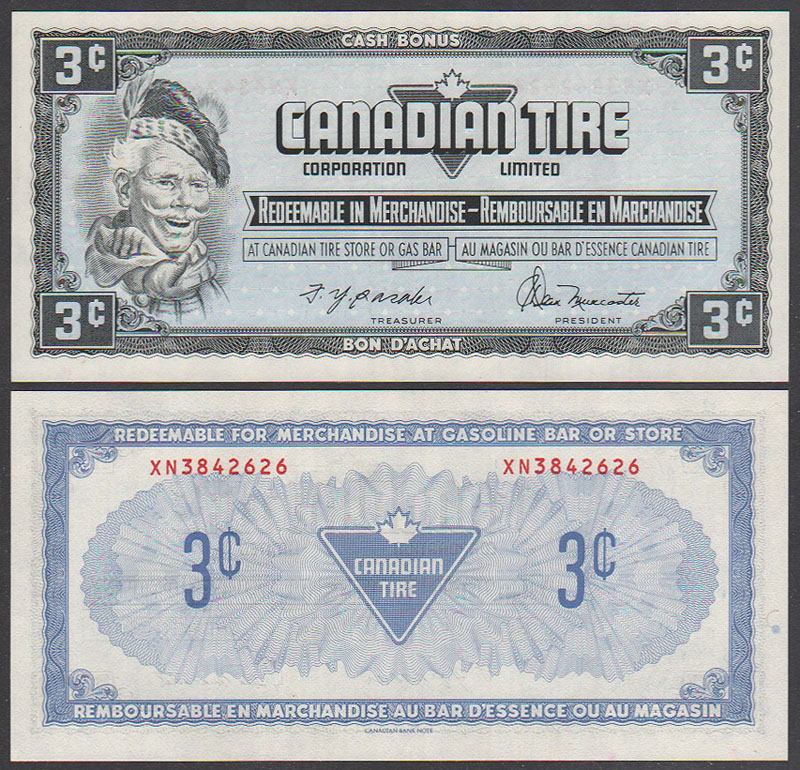 CASH BONUS
3¢ 3¢
CANADIAN TIRE
CORPORATION LIMITED
REDEEMABLE IN MERCHANDISE – REMBOURSABLE EN MARCHANDISE
AT CANADIAN TIRE STORE OR GAS BAR AU MAGASIN OU BAR D'ESSENCE CANADIAN TIRE
Dean Muncaster
TREASURER PRESIDENT
3¢ 3¢
BON D'ACHAT
REDEEMABLE FOR MERCHANDISE AT GASOLINE BAR OR STORE
XN3842626 XN3842626
3¢ 3¢
CANADIAN
TIRE
REMBOURSABLE EN MARCHANDISE AU BAR D'ESSENCE OU AU MAGASIN
CANADIAN BANK NOTE